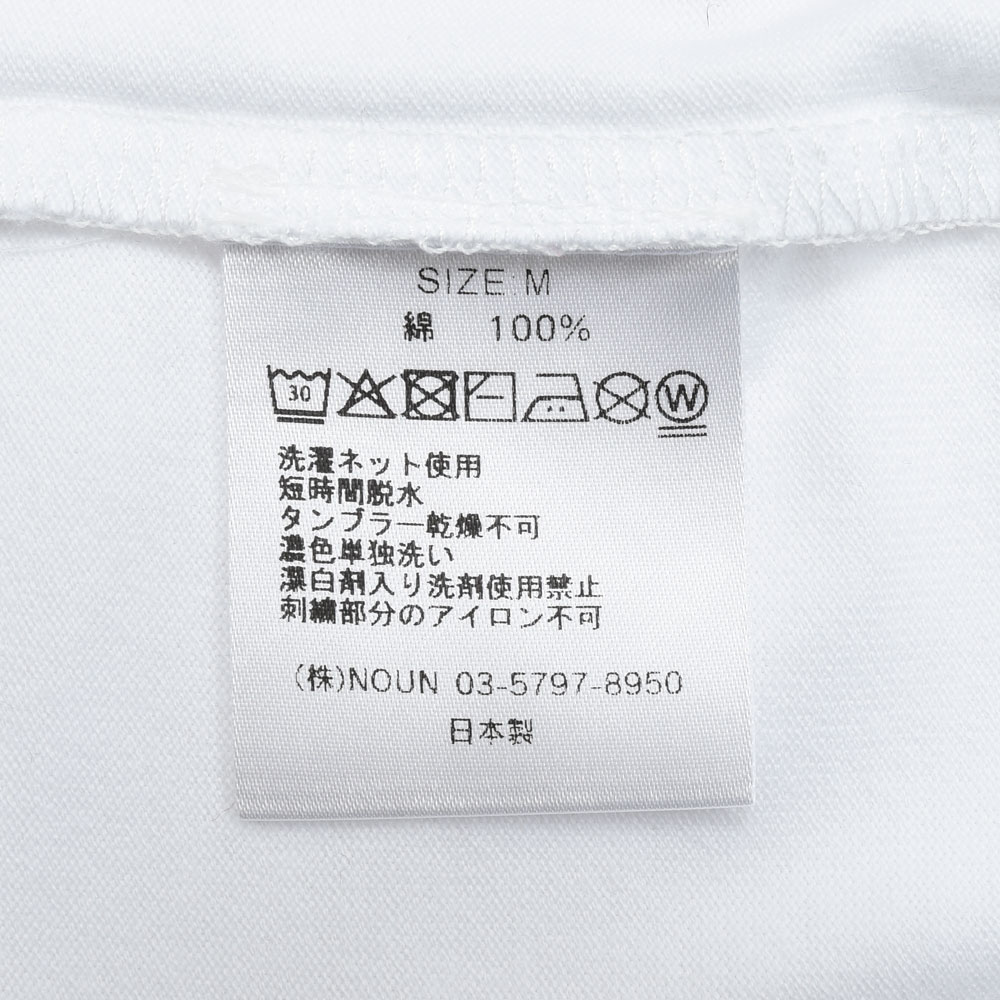 SIZE:M
綿 100%
30 W
洗濯ネット使用
短時間脱水
タンブラー乾燥不可
濃色単独洗い
漂白剤入り洗剤使用禁止
刺繍部分のアイロン不可
(株)NOUN 03-5797-8950
日本製